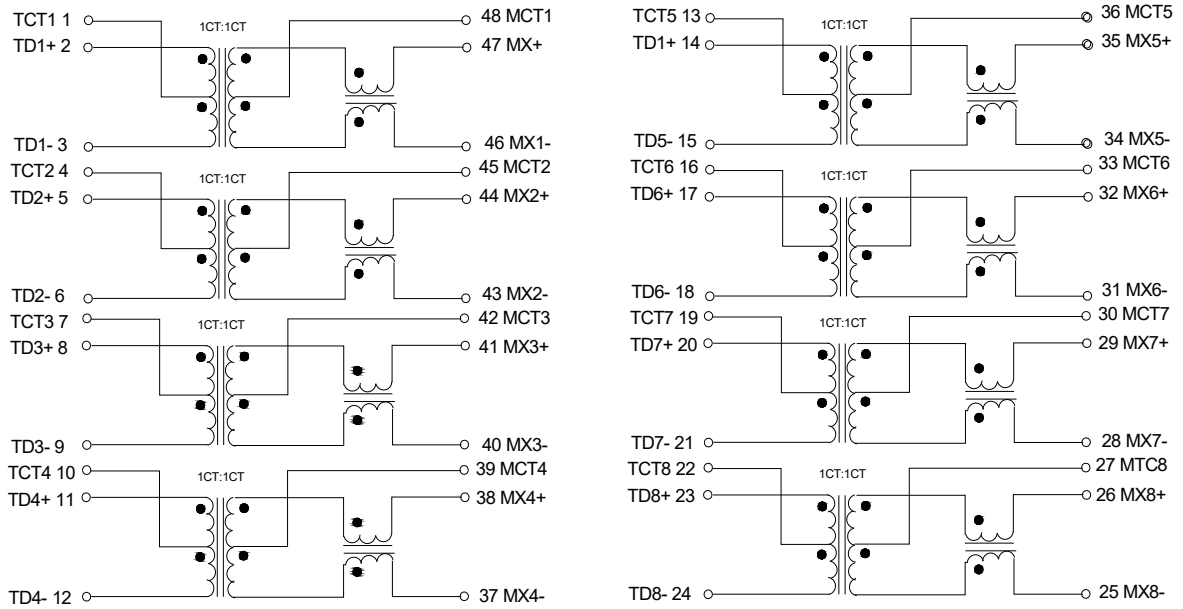 TCT1 1
1CT:1CT
48 MCT1
TD1+ 2
47 MX+
TD1- 3
46 MX1-
TCT2 4
1CT:1CT
45 MCT2
TD2+ 5
44 MX2+
TD2- 6
43 MX2-
TCT3 7
1CT:1CT
42 MCT3
TD3+ 8
41 MX3+
TD3- 9
40 MX3-
TCT4 10
1CT:1CT
39 MCT4
TD4+ 11
38 MX4+
TD4- 12
37 MX4-
TCT5 13
1CT:1CT
36 MCT5
TD1+ 14
35 MX5+
TD5- 15
34 MX5-
TCT6 16
1CT:1CT
33 MCT6
TD6+ 17
32 MX6+
TD6- 18
31 MX6-
TCT7 19
1CT:1CT
30 MCT7
TD7+ 20
29 MX7+
TD7- 21
28 MX7-
TCT8 22
1CT:1CT
27 MTC8
TD8+ 23
26 MX8+
TD8- 24
25 MX8-